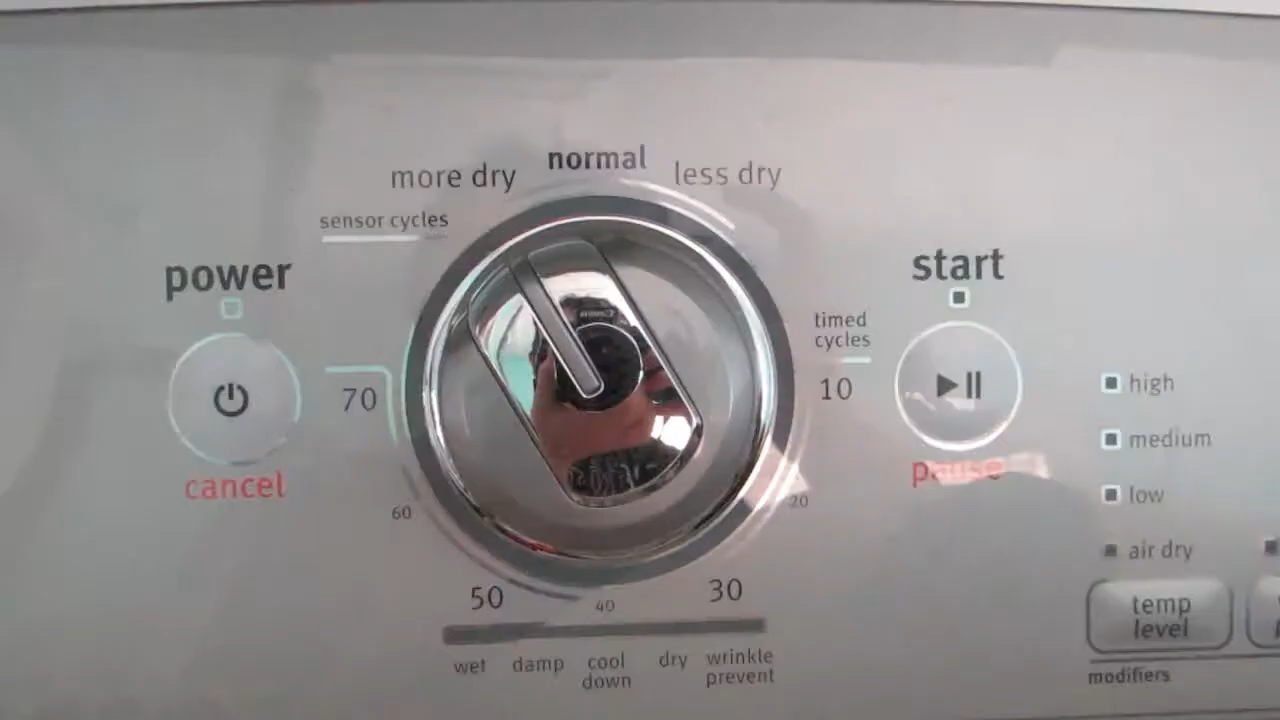 more dry
normal
less dry
sensor cycles
power
start
timed
cycles
70
10
cancel
pause
high
medium
low
air dry
60
20
50
40
30
wet
damp
cool
down
dry
wrinkle
prevent
temp
level
modifiers